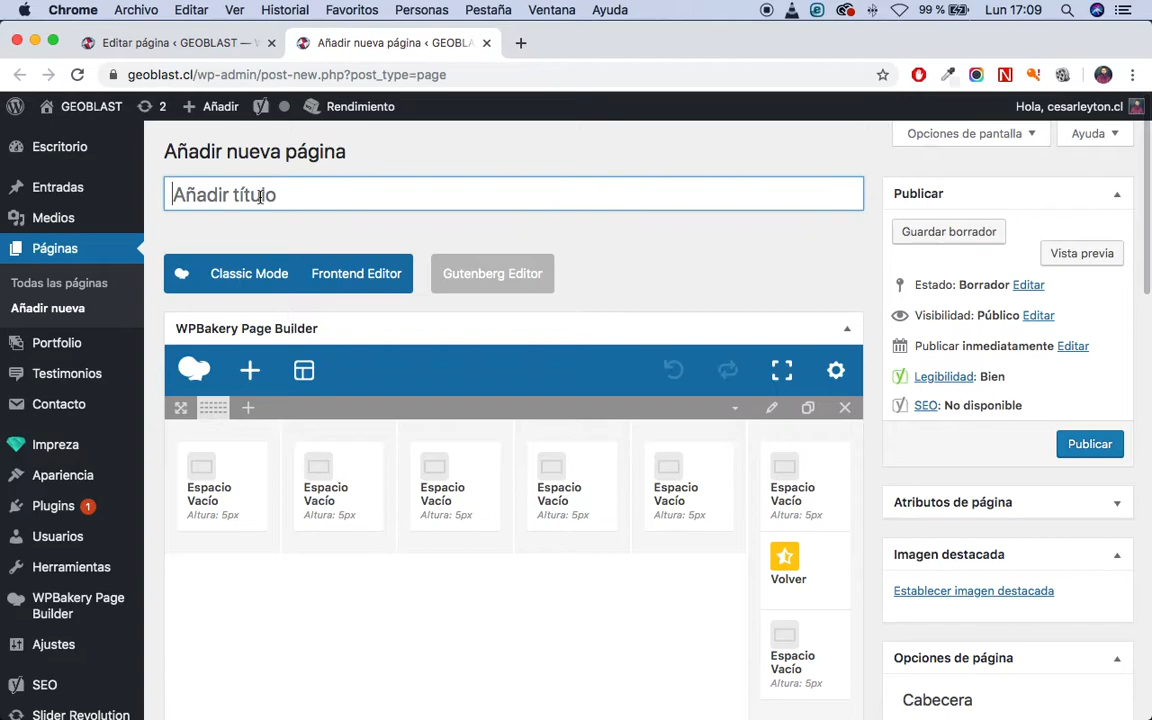 Chrome Archivo Editar Ver Historial Favoritos Personas Pestaña Ventana Ayuda 99 % Lun 17:09
Editar página ‹ GEOBLAST —
Añadir nueva página ‹ GEOBLA
geoblast.cl/wp-admin/post-new.php?post_type=page
GEOBLAST 2 Añadir Rendimiento Hola, cesarleyton.cl
Opciones de pantalla Ayuda
Escritorio
Entradas
Medios
Páginas
Todas las páginas
Añadir nueva
Portfolio
Testimonios
Contacto
Impreza
Apariencia
Plugins 1
Usuarios
Herramientas
WPBakery Page
Builder
Ajustes
SEO
Slider Revolution
Añadir nueva página
Añadir título
Classic Mode Frontend Editor Gutenberg Editor
WPBakery Page Builder
Espacio
Vacío
Altura: 5px
Espacio
Vacío
Altura: 5px
Espacio
Vacío
Altura: 5px
Espacio
Vacío
Altura: 5px
Espacio
Vacío
Altura: 5px
Espacio
Vacío
Altura: 5px
Volver
Espacio
Vacío
Altura: 5px
Publicar
Guardar borrador
Vista previa
Estado: Borrador Editar
Visibilidad: Público Editar
Publicar inmediatamente Editar
Legibilidad: Bien
SEO: No disponible
Publicar
Atributos de página
Imagen destacada
Establecer imagen destacada
Opciones de página
Cabecera